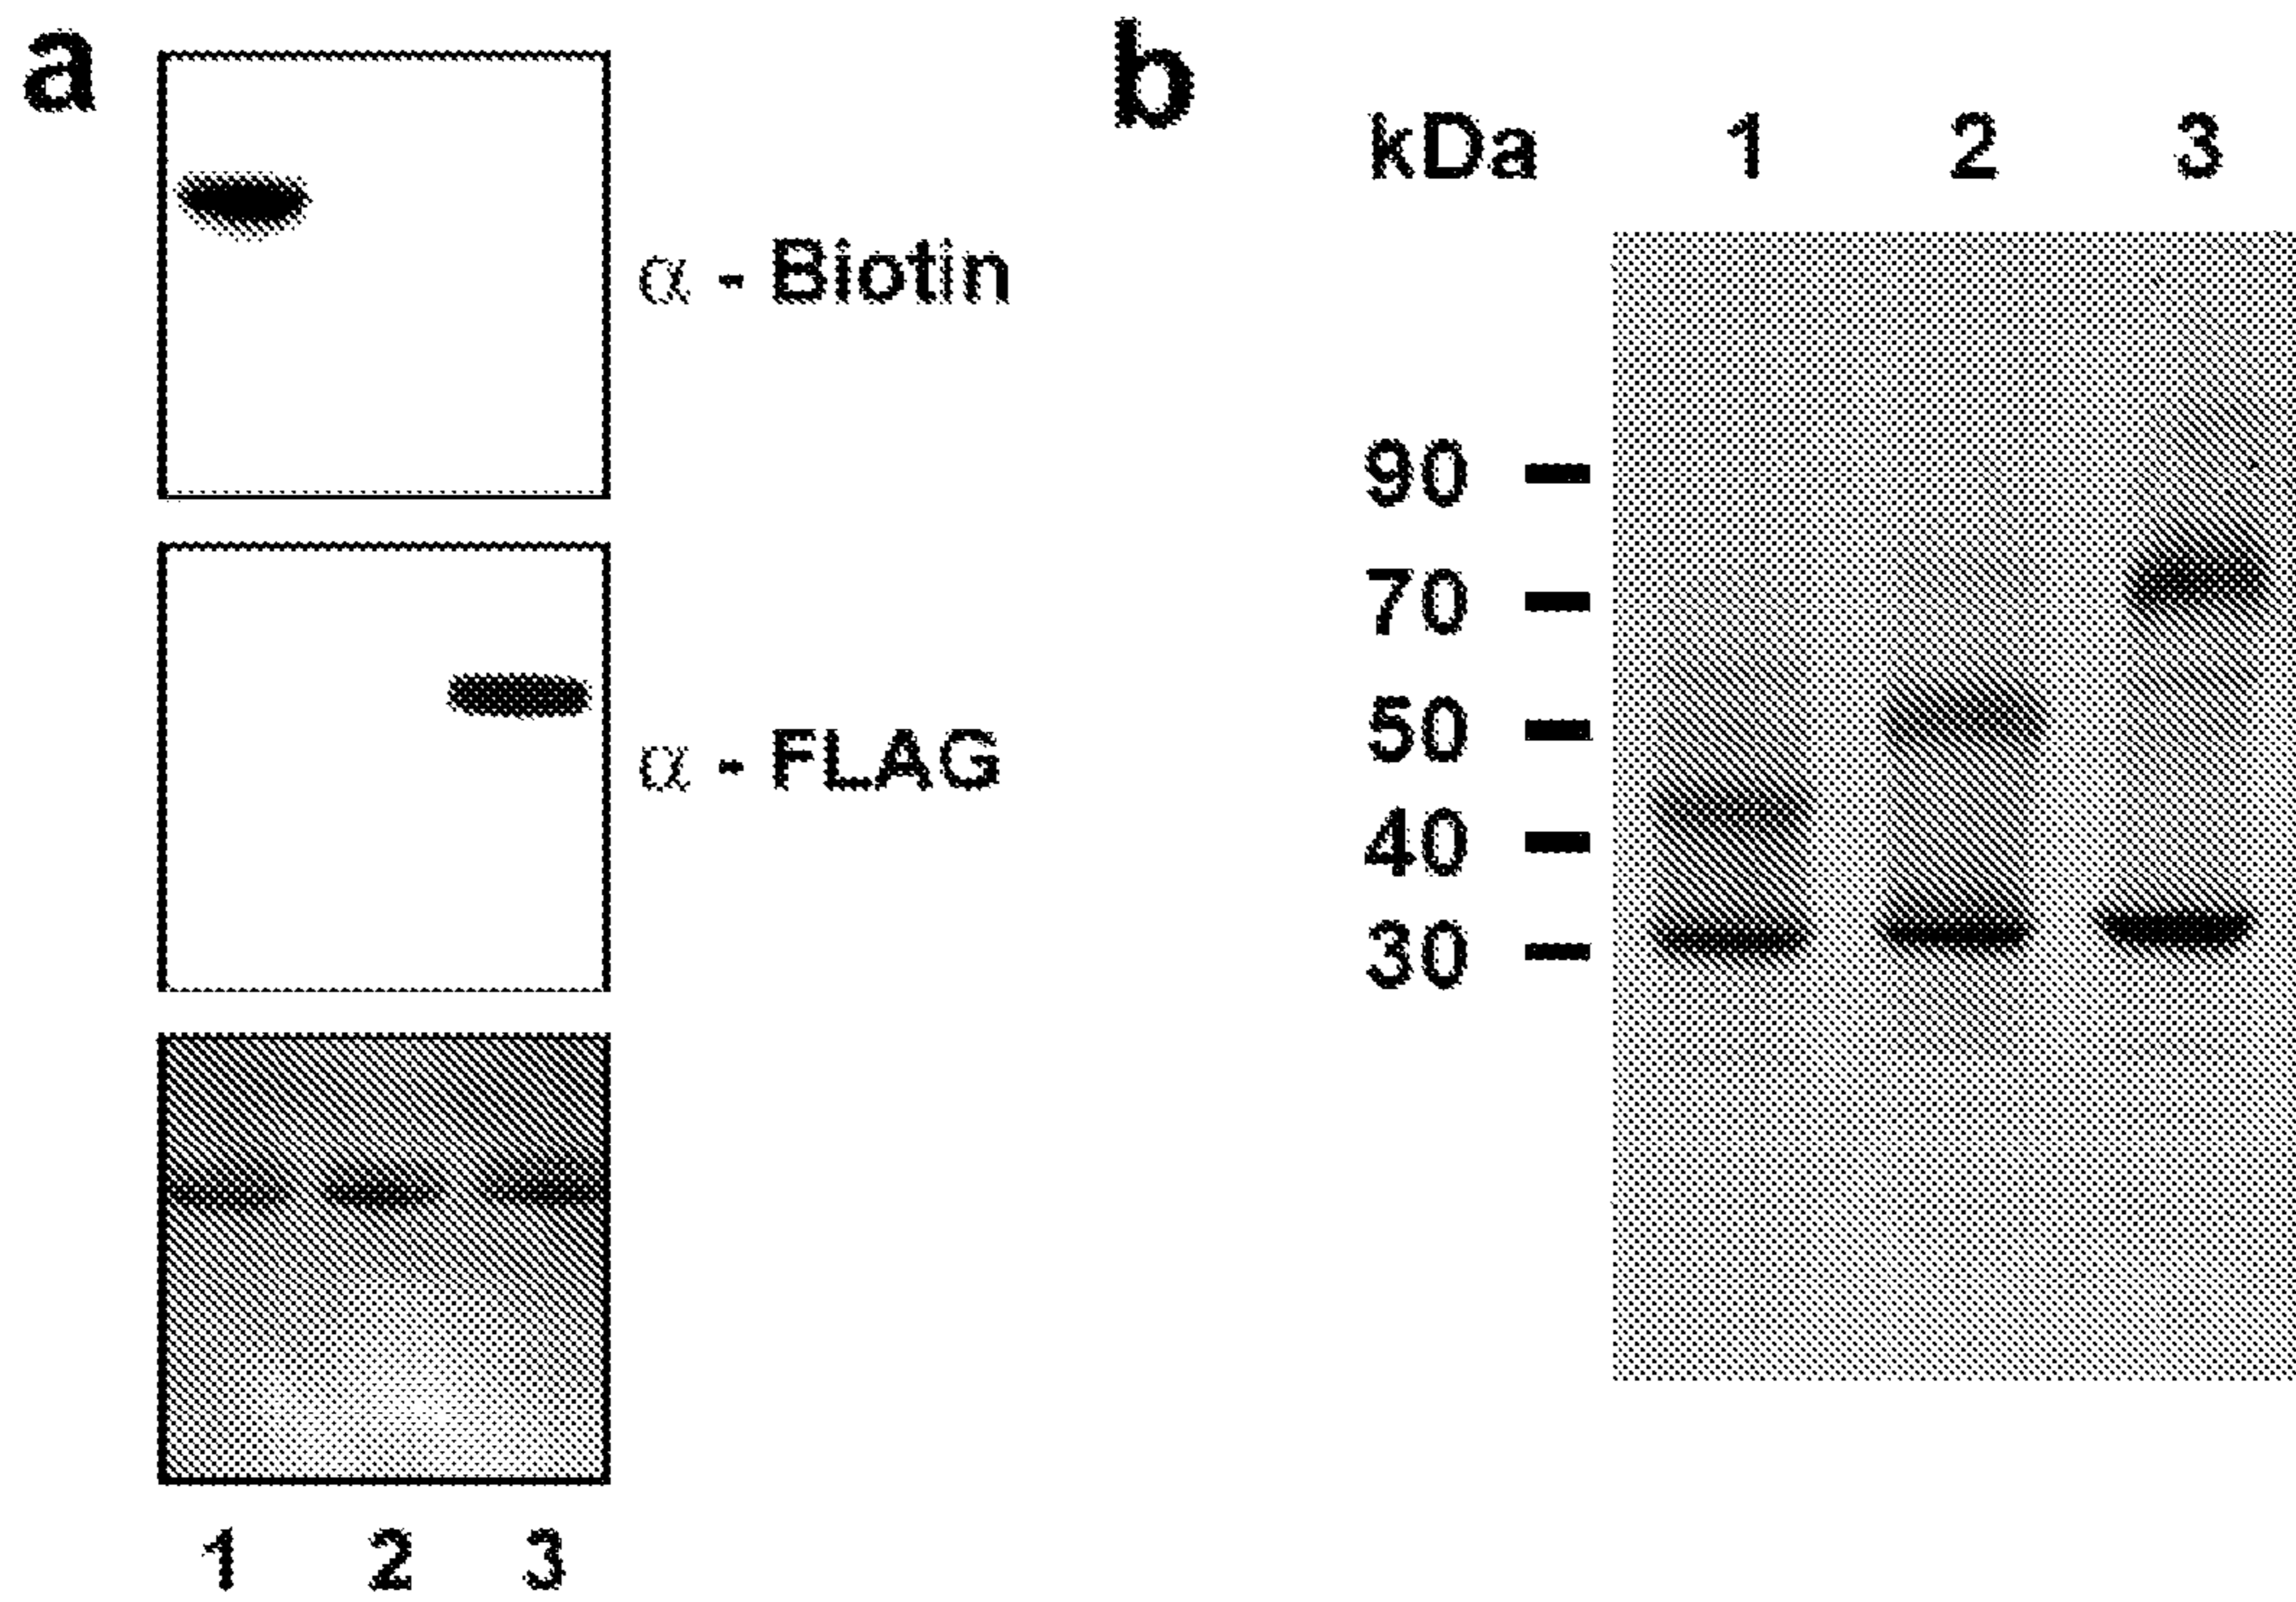 a
α - Biotin
α - FLAG
1 2 3
b
kDa 1 2 3
90
70
50
40
30